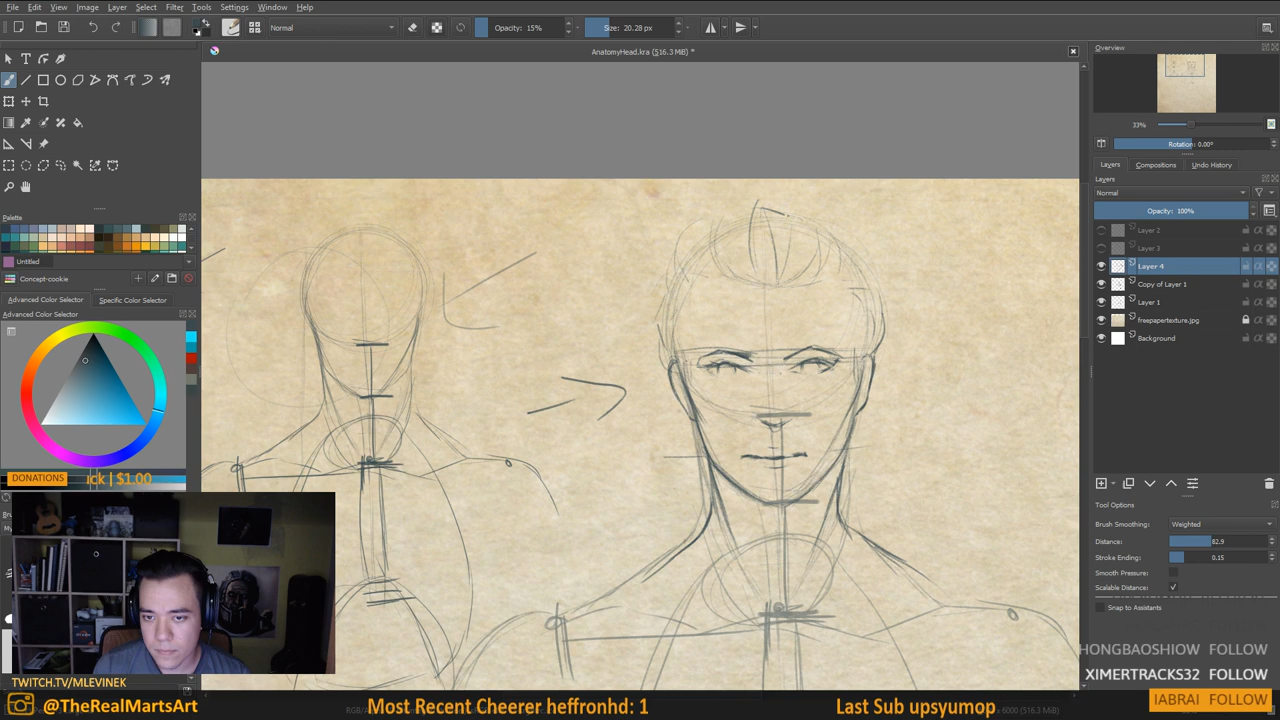 File Edit View Image Layer Select Filter Tools Settings Window Help
Normal
Opacity: 15%
Size: 20.28 px
AnatomyHead.kra (516.3 MiB) *
Overview
33%
Rotation: 0.00°
Layers Compositions Undo History
Layers
Normal
Opacity: 100%
Layer 2
Layer 3
Layer 4
Copy of Layer 1
Layer 1
freepapertexture.jpg
Background
Tool Options
Brush Smoothing: Weighted
Distance: 82.9
Stroke Ending: 0.15
Smooth Pressure:
Scalable Distance:
Snap to Assistants
Palette
Untitled
Concept-cookie
Advanced Color Selector Specific Color Selector
Advanced Color Selector
DONATIONS ick | $1.00
TWITCH.TV/MLEVINEK
@TheRealMartsArt
Most Recent Cheerer heffronhd: 1
Last Sub upsyumop
HONGBAOSHIOW FOLLOW
XIMERTRACKS32 FOLLOW
IABRAI FOLLOW